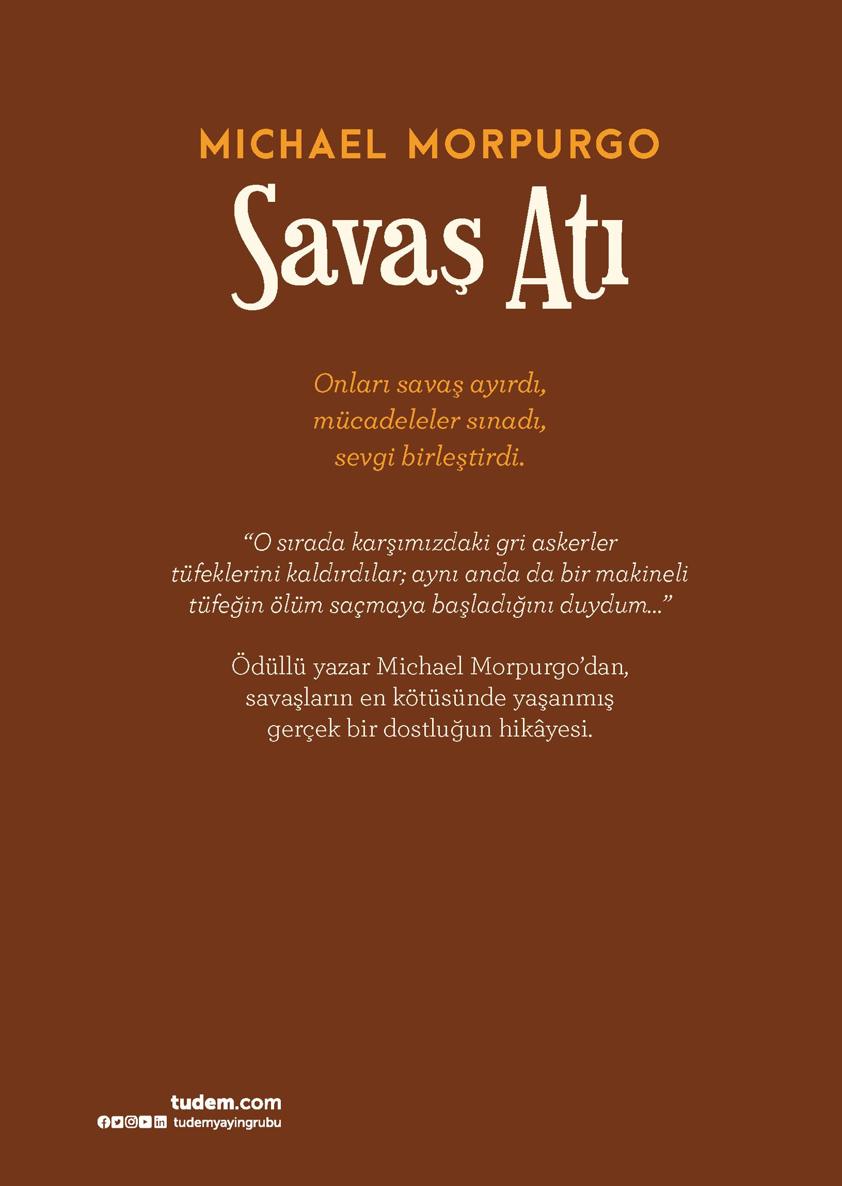 MICHAEL MORPURGO
Savaş Atı
Onları savaş ayırdı,
mücadeleler sınadı,
sevgi birleştirdi.
“O sırada karşımızdaki gri askerler
tüfeklerini kaldırdılar; aynı anda da bir makineli
tüfeğin ölüm saçmaya başladığını duydum...”
Ödüllü yazar Michael Morpurgo’dan,
savaşların en kötüsünde yaşanmış
gerçek bir dostluğun hikâyesi.
tudem.com
tudemyayingrubu